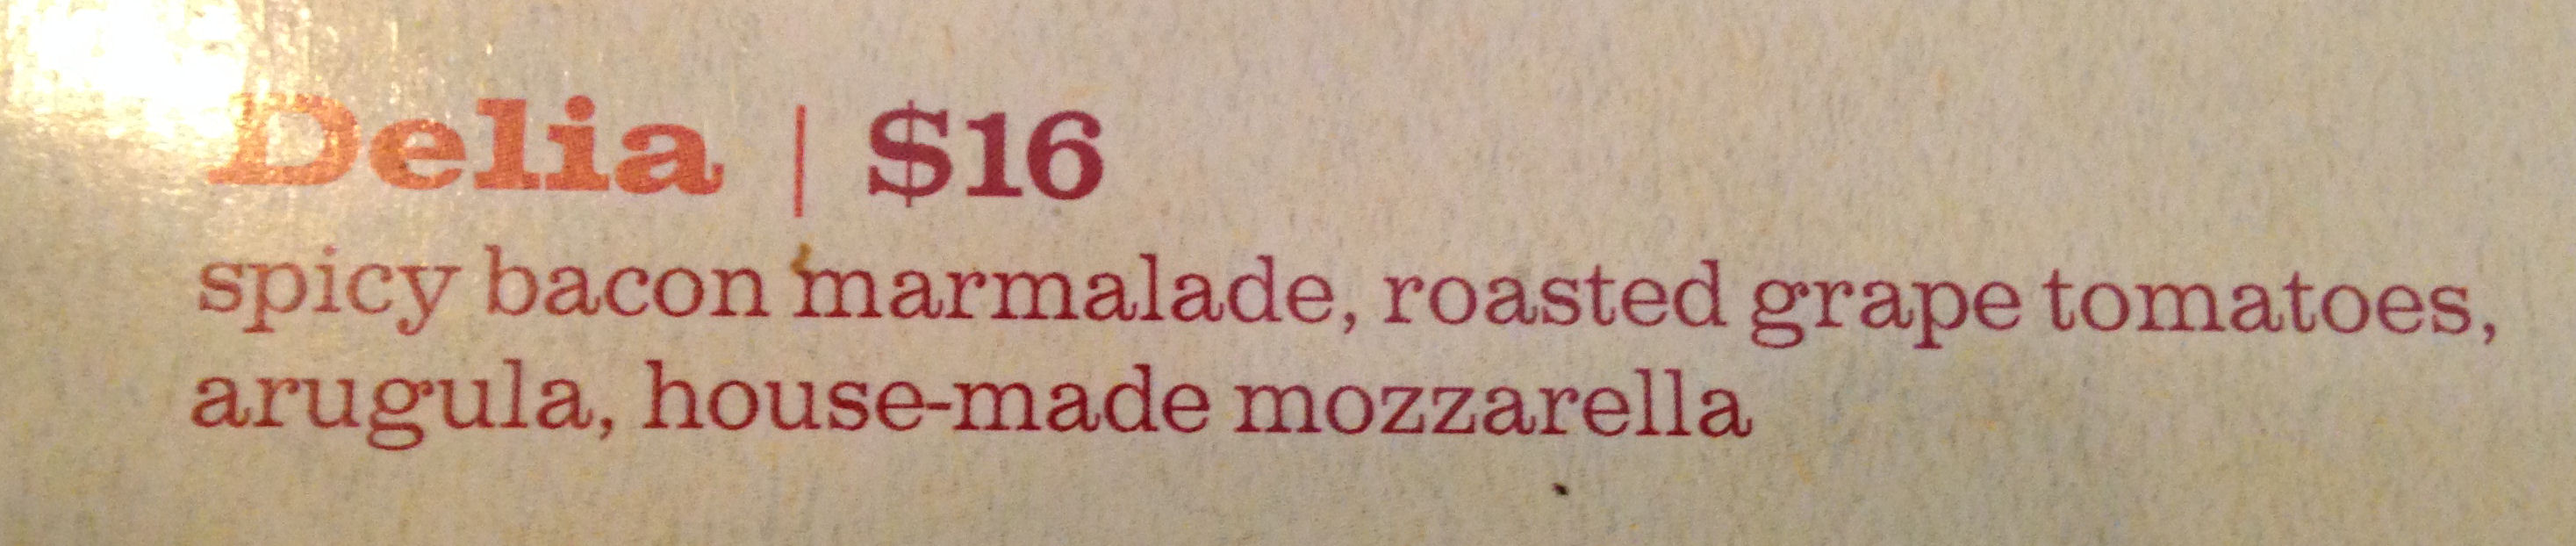 Delia | $16
spicy bacon marmalade, roasted grape tomatoes,
arugula, house-made mozzarella